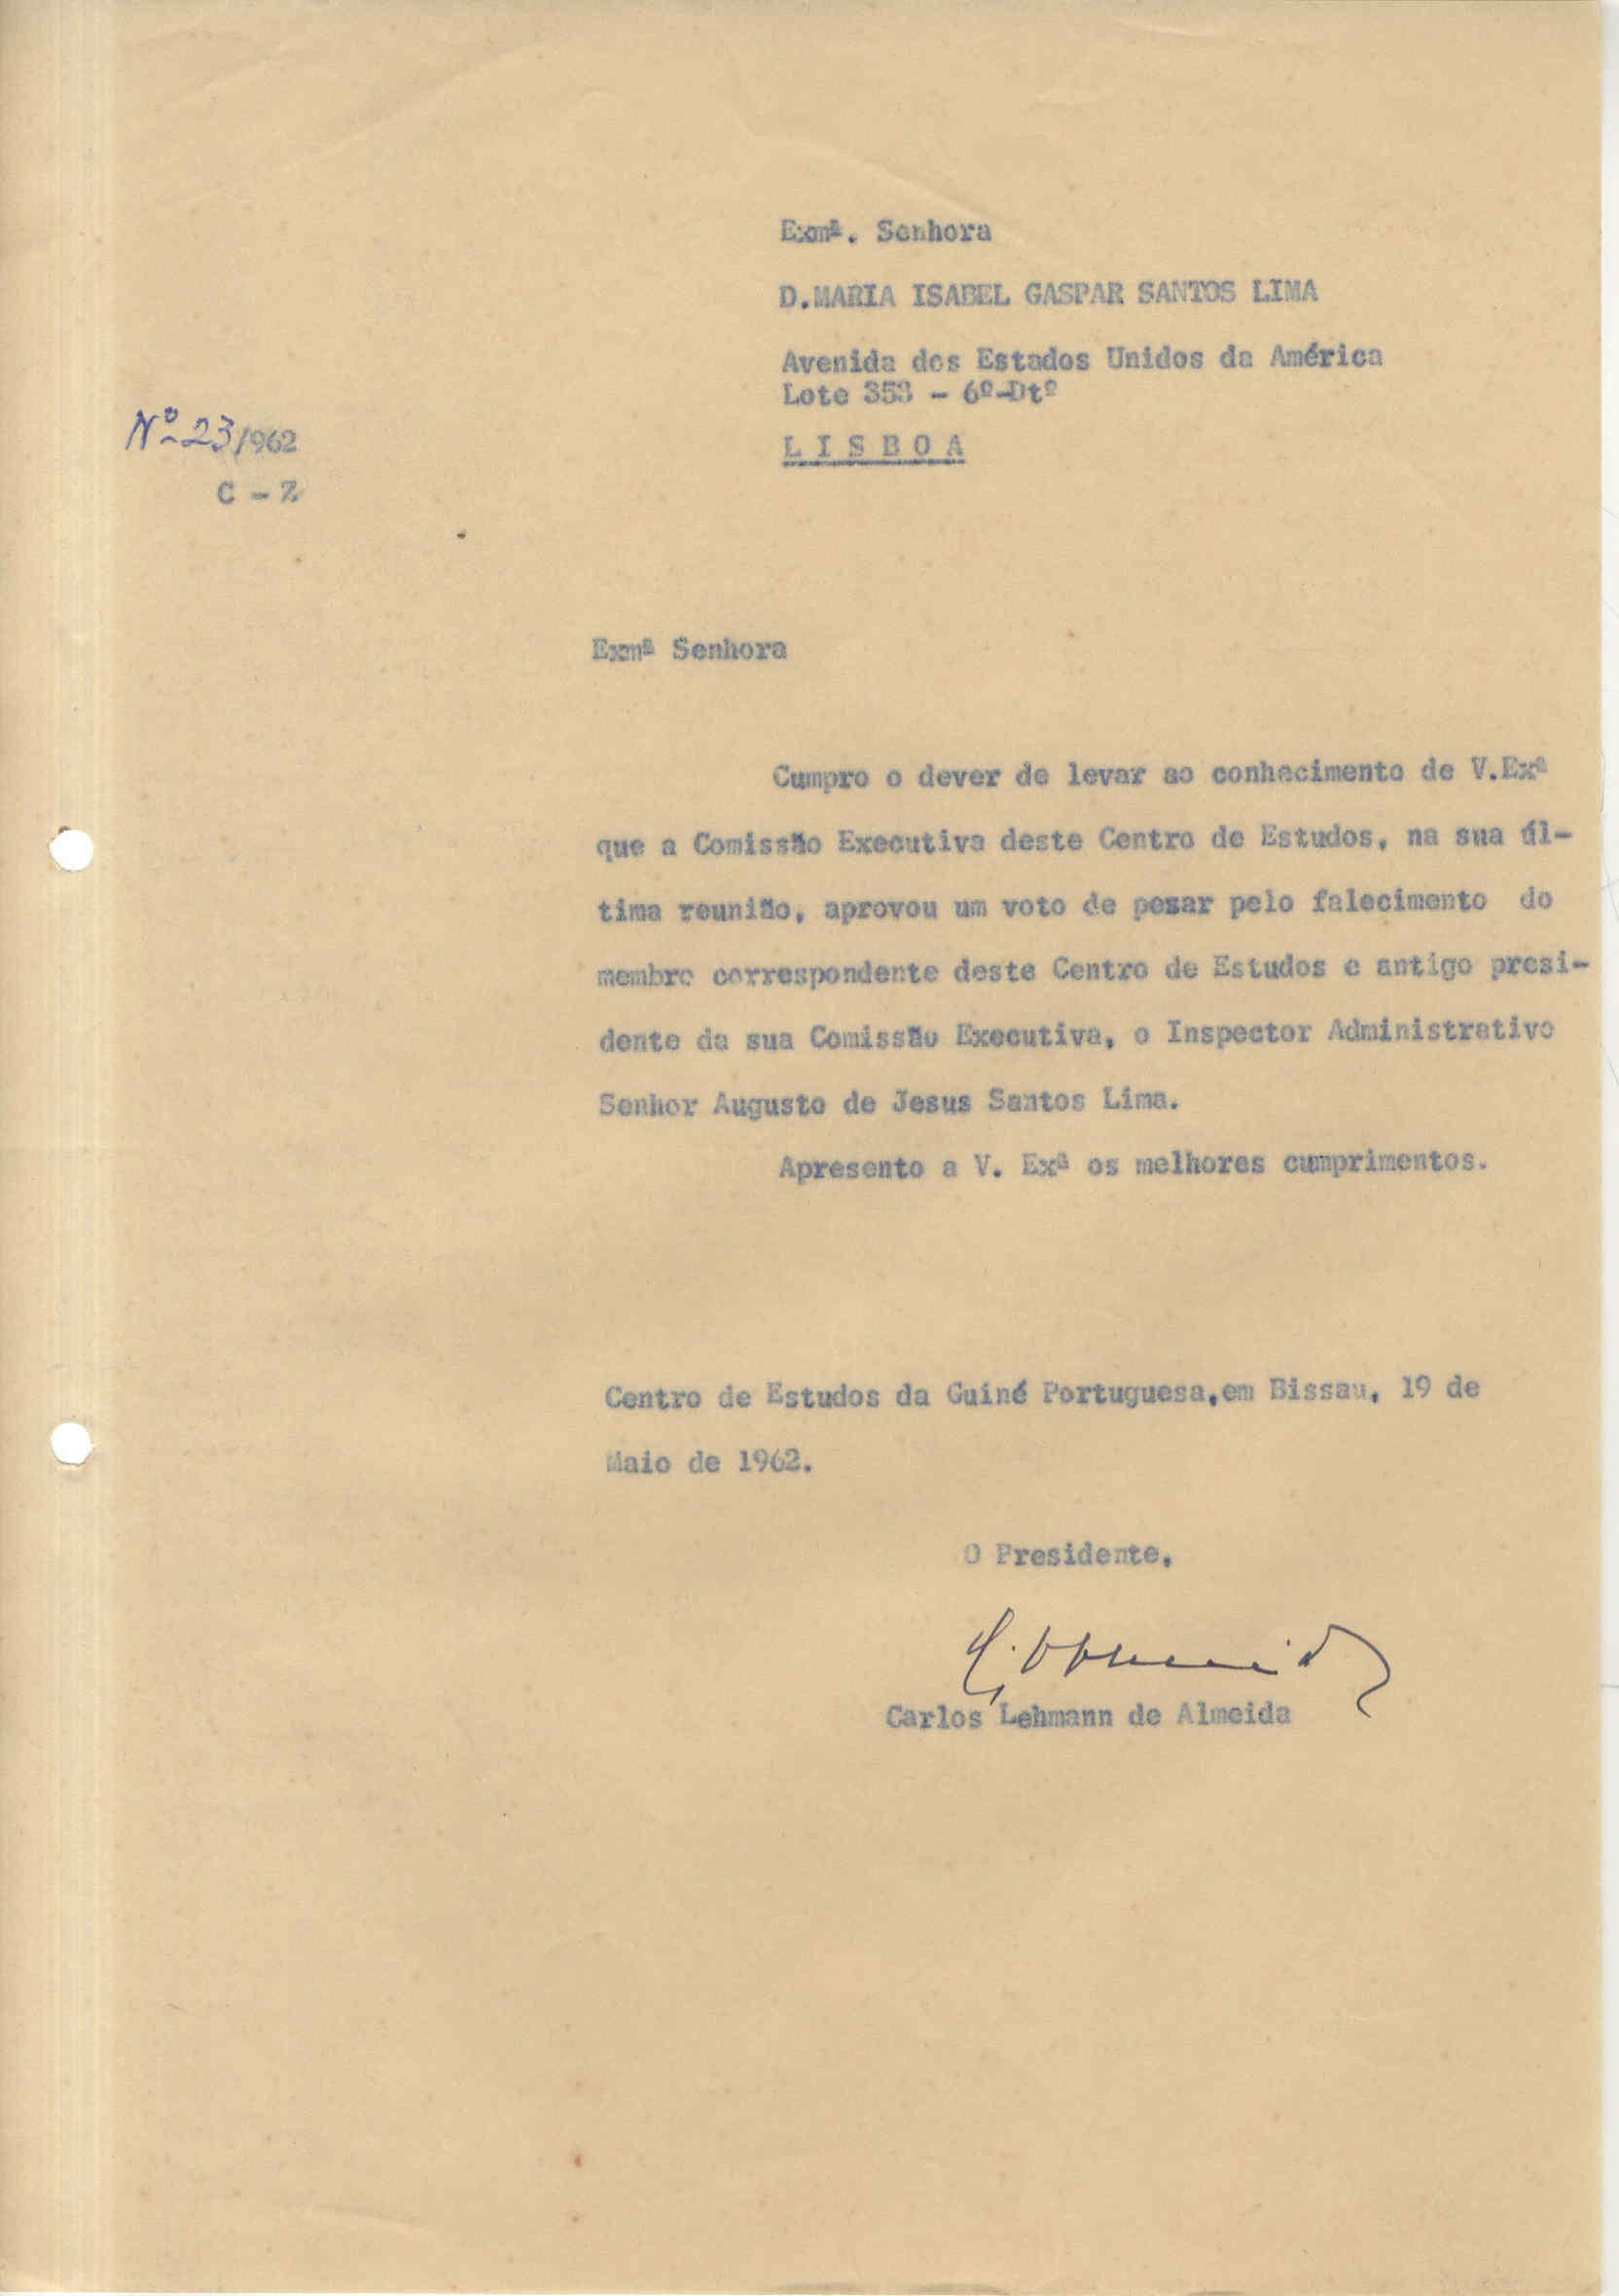 Exmª. Senhora
D.MARIA ISABEL GASPAR SANTOS LIMA
Avenida dos Estados Unidos da América
Lote 353 - 6º-Dtº
LISBOA
Nº 23/962
C - Z
Exmª Senhora
Cumpro o dever de levar ao conhecimento de V.Exª
que a Comissão Executiva deste Centro de Estudos, na sua úl-
tima reunião, aprovou um voto de pesar pelo falecimento do
membro correspondente deste Centro de Estudos e antigo presi-
dente da sua Comissão Executiva, o Inspector Administrativo
Senhor Augusto de Jesus Santos Lima.
Apresento a V. Exª os melhores cumprimentos.
Centro de Estudos da Guiné Portuguesa,em Bissau, 19 de
Maio de 1962.
O Presidente,
Carlos Lehmann de Almeida